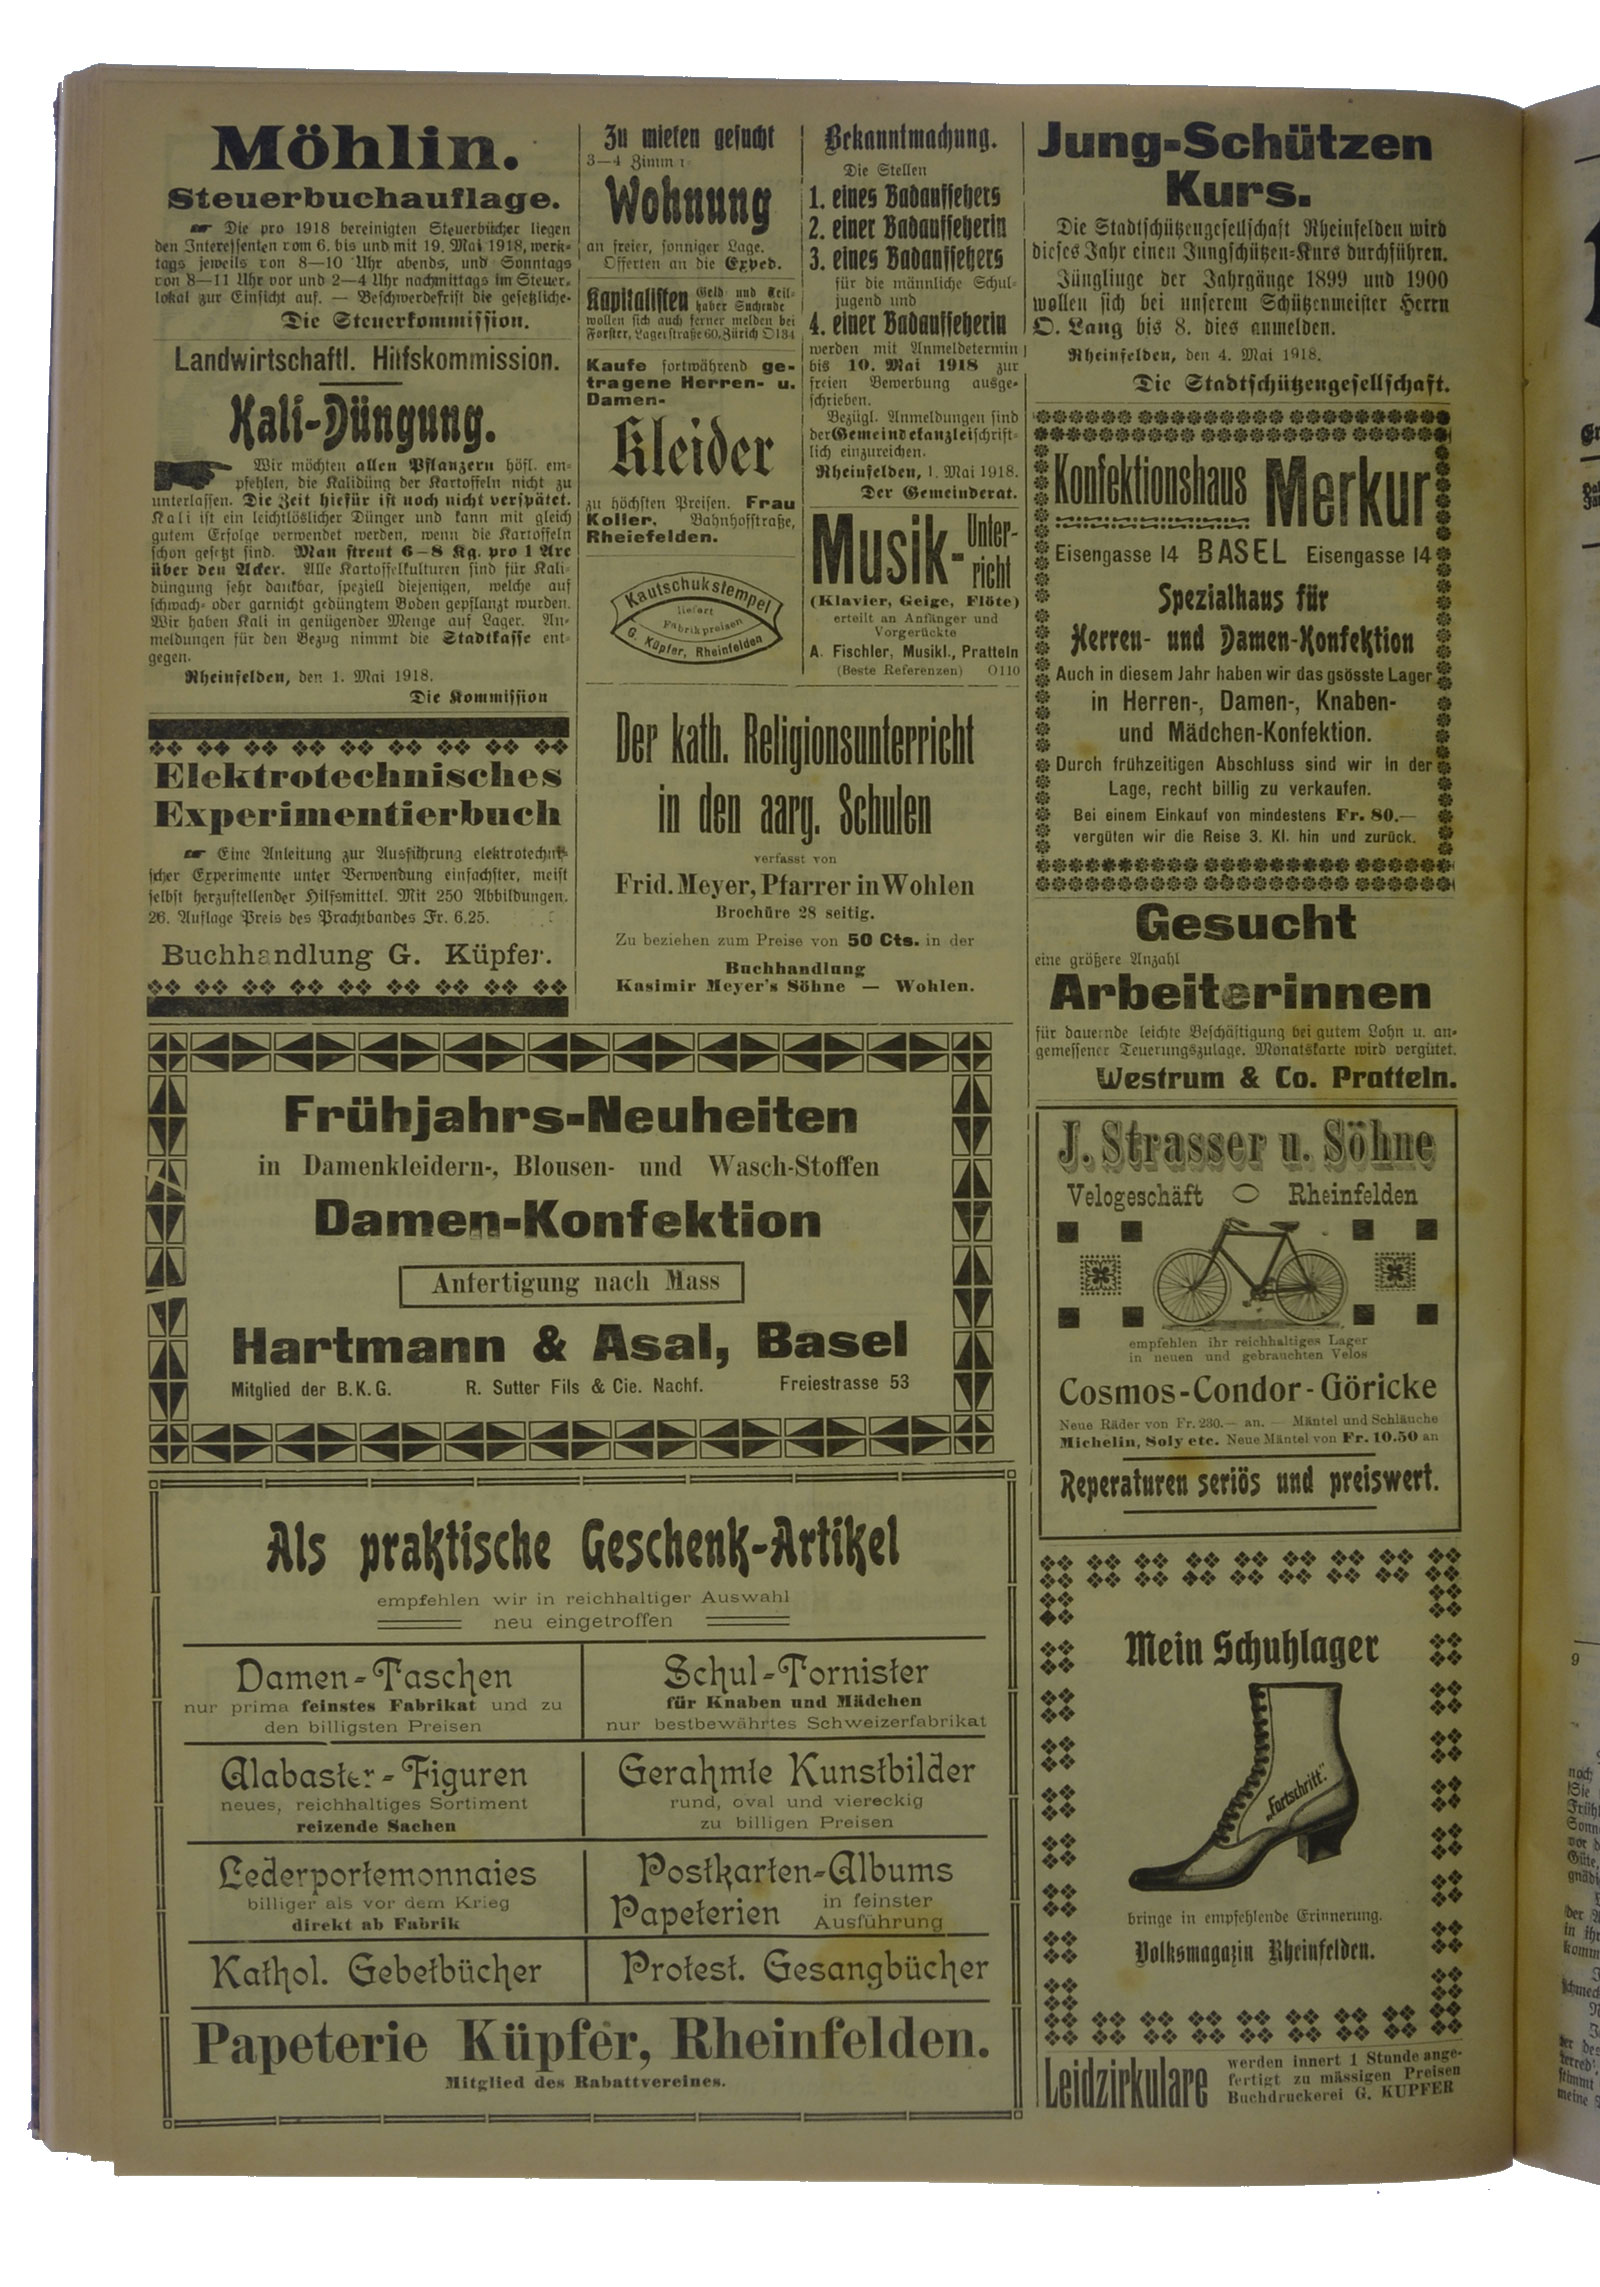 Möhlin.
Steuerbuchauflage.
Die pro 1918 bereinigten Steuerbücher liegen
den Interessenten vom 6. bis und mit 19. Mai 1918, werk-
tags jeweils von 8—10 Uhr abends, und Sonntags
von 8—11 Uhr vor und 2—4 Uhr nachmittags im Steuer-
lokal zur Einsicht auf. — Beschwerdefrist die gesetzliche.
Die Steuerkommission.
Landwirtschaftl. Hilfskommission.
Kali-Düngung.
Wir möchten allen Pflanzern höfl. em-
pfehlen, die Kalidüng der Kartoffeln nicht zu
unterlassen. Die Zeit hiefür ist noch nicht verspätet.
Kali ist ein leichtlöslicher Dünger und kann mit gleich
gutem Erfolge verwendet werden, wenn die Kartoffeln
schon gesetzt sind. Man streut 6—8 Kg. pro 1 Are
über den Acker. Alle Kartoffelkulturen sind für Kali-
düngung sehr dankbar, speziell diejenigen, welche auf
schwach- oder garnicht gedüngtem Boden gepflanzt wurden.
Wir haben Kali in genügender Menge auf Lager. An-
meldungen für den Bezug nimmt die Stadtkasse ent-
gegen.
Rheinfelden, den 1. Mai 1918.
Die Kommission
Elektrotechnisches
Experimentierbuch
Eine Anleitung zur Ausführung elektrotechni-
scher Experimente unter Verwendung einfachster, meist
selbst herzustellender Hilfsmittel. Mit 250 Abbildungen.
26. Auflage Preis des Prachtbandes Fr. 6.25.
Buchhandlung G. Küpfer.
Zu mieten gesucht
3—4 Zimmer
Wohnung
an freier, sonniger Lage.
Offerten an die Exped.
Kapitalisten Geld und Teil-
haber Suchende
wollen sich auch ferner melden bei
Forster, Lagerstraße 60, Zürich O134
Kaufe fortwährend ge-
tragene Herren- u.
Damen-
Kleider
zu höchsten Preisen. Frau
Koller, Bahnhofstraße,
Rheiefelden.
Kautschukstempel
liefert
Fabrikpreisen
G. Küpfer, Rheinfelden
Bekanntmachung.
Die Stellen
1. eines Badaufsehers
2. einer Badaufseherin
3. eines Badaufsehers
für die männliche Schul-
jugend und
4. einer Badaufseherin
werden mit Anmeldetermin
bis 10. Mai 1918 zur
freien Bewerbung ausge-
schrieben.
Bezügl. Anmeldungen sind
der Gemeindekanzlei schrift-
lich einzureichen.
Rheinfelden, 1. Mai 1918.
Der Gemeinderat.
Musik-Unter-
richt
(Klavier, Geige, Flöte)
erteilt an Anfänger und
Vorgerückte
A. Fischler, Musikl., Pratteln
(Beste Referenzen) O110
Der kath. Religionsunterricht
in den aarg. Schulen
verfasst von
Frid. Meyer, Pfarrer in Wohlen
Brochüre 28 seitig.
Zu beziehen zum Preise von 50 Cts. in der
Buchhandlung
Kasimir Meyer's Söhne — Wohlen.
Jung-Schützen
Kurs.
Die Stadtschützengesellschaft Rheinfelden wird
dieses Jahr einen Jungschützen-Kurs durchführen.
Jünglinge der Jahrgänge 1899 und 1900
wollen sich bei unserem Schützenmeister Herrn
O. Lang bis 8. dies anmelden.
Rheinfelden, den 4. Mai 1918.
Die Stadtschützengesellschaft.
Konfektionshaus Merkur
Eisengasse 14 BASEL Eisengasse 14
Spezialhaus für
Herren- und Damen-Konfektion
Auch in diesem Jahr haben wir das gsösste Lager
in Herren-, Damen-, Knaben-
und Mädchen-Konfektion.
Durch frühzeitigen Abschluss sind wir in der
Lage, recht billig zu verkaufen.
Bei einem Einkauf von mindestens Fr. 80.—
vergüten wir die Reise 3. Kl. hin und zurück.
Gesucht
eine größere Anzahl
Arbeiterinnen
für dauernde leichte Beschäftigung bei gutem Lohn u. an-
gemessener Teuerungszulage. Monatskarte wird vergütet.
Westrum & Co. Pratteln.
J. Strasser u. Söhne
Velogeschäft Rheinfelden
empfehlen ihr reichhaltiges Lager
in neuen und gebrauchten Velos
Cosmos-Condor-Göricke
Neue Räder von Fr. 230.— an. — Mäntel und Schläuche
Michelin, Soly etc. Neue Mäntel von Fr. 10.50 an
Reperaturen seriös und preiswert.
Mein Schuhlager
„Fortschritt“.
bringe in empfehlende Erinnerung.
Volksmagazin Rheinfelden.
Leidzirkulare werden innert 1 Stunde ange-
fertigt zu mässigen Preisen
Buchdruckerei G. KÜPFER
Frühjahrs-Neuheiten
in Damenkleidern-, Blousen- und Wasch-Stoffen
Damen-Konfektion
Anfertigung nach Mass
Hartmann & Asal, Basel
Mitglied der B.K.G. R. Sutter Fils & Cie. Nachf. Freiestrasse 53
Als praktische Geschenk-Artikel
empfehlen wir in reichhaltiger Auswahl
neu eingetroffen
Damen-Taschen
nur prima feinstes Fabrikat und zu
den billigsten Preisen
Schul-Tornister
für Knaben und Mädchen
nur bestbewährtes Schweizerfabrikat
Alabaster-Figuren
neues, reichhaltiges Sortiment
reizende Sachen
Gerahmte Kunstbilder
rund, oval und viereckig
zu billigen Preisen
Lederportemonnaies
billiger als vor dem Krieg
direkt ab Fabrik
Postkarten-Albums
Papeterien in feinster
Ausführung
Kathol. Gebetbücher
Protest. Gesangbücher
Papeterie Küpfer, Rheinfelden.
Mitglied des Rabattvereines.